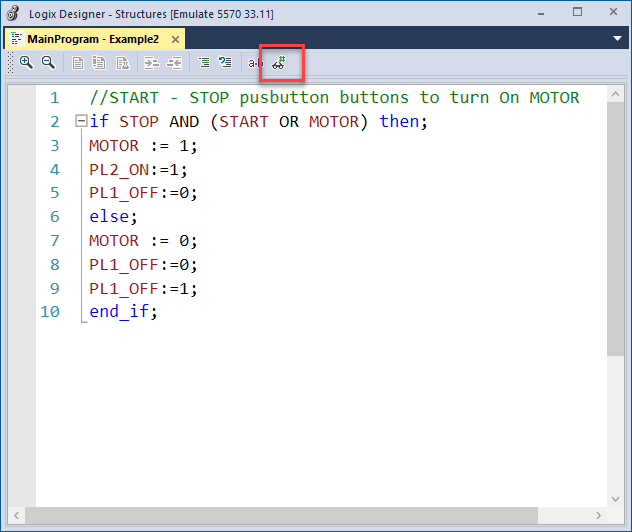 Logix Designer - Structures [Emulate 5570 33.11]
MainProgram - Example2
a-b
1 //START - STOP pusbutton buttons to turn On MOTOR
2 if STOP AND (START OR MOTOR) then;
3 MOTOR := 1;
4 PL2_ON:=1;
5 PL1_OFF:=0;
6 else;
7 MOTOR := 0;
8 PL1_OFF:=0;
9 PL1_OFF:=1;
10 end_if;